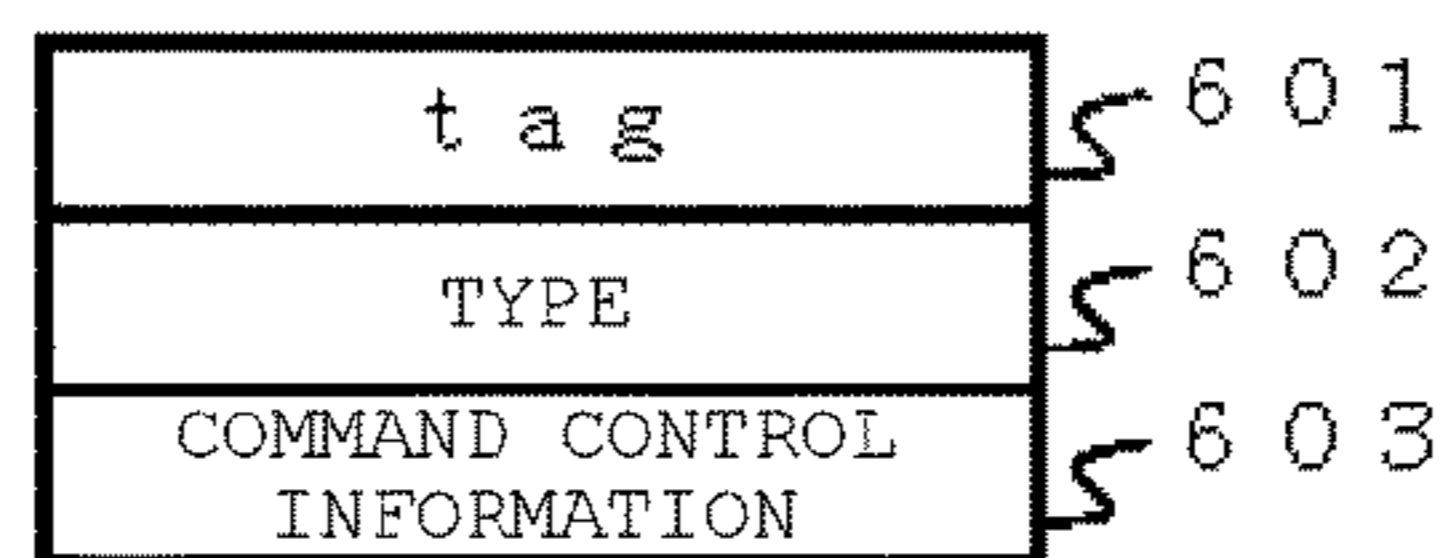 tag 601
TYPE 602
COMMAND CONTROL
INFORMATION 603